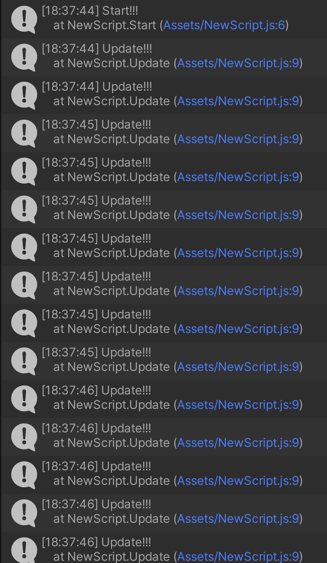 [18:37:44] Start!!!
at NewScript.Start (Assets/NewScript.js:6)
[18:37:44] Update!!!
at NewScript.Update (Assets/NewScript.js:9)
[18:37:44] Update!!!
at NewScript.Update (Assets/NewScript.js:9)
[18:37:45] Update!!!
at NewScript.Update (Assets/NewScript.js:9)
[18:37:45] Update!!!
at NewScript.Update (Assets/NewScript.js:9)
[18:37:45] Update!!!
at NewScript.Update (Assets/NewScript.js:9)
[18:37:45] Update!!!
at NewScript.Update (Assets/NewScript.js:9)
[18:37:45] Update!!!
at NewScript.Update (Assets/NewScript.js:9)
[18:37:45] Update!!!
at NewScript.Update (Assets/NewScript.js:9)
[18:37:45] Update!!!
at NewScript.Update (Assets/NewScript.js:9)
[18:37:46] Update!!!
at NewScript.Update (Assets/NewScript.js:9)
[18:37:46] Update!!!
at NewScript.Update (Assets/NewScript.js:9)
[18:37:46] Update!!!
at NewScript.Update (Assets/NewScript.js:9)
[18:37:46] Update!!!
at NewScript.Update (Assets/NewScript.js:9)
[18:37:46] Update!!!
at NewScript.Update (Assets/NewScript.js:9)